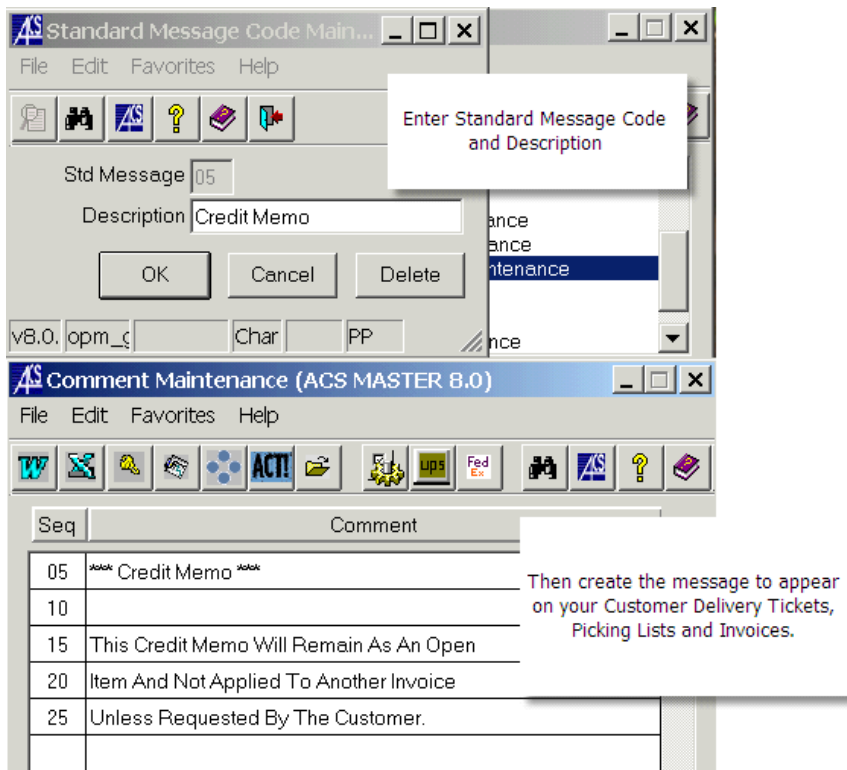 Standard Message Code Main...
File Edit Favorites Help
Enter Standard Message Code
and Description
Std Message 05
Description Credit Memo
ance
ance
ntenance
OK Cancel Delete
v8.0. opm_g Char PP
nce
Comment Maintenance (ACS MASTER 8.0)
File Edit Favorites Help
W X ACT! ups Fed Ex AS ?
Seq Comment
05 **** Credit Memo ****
10
15 This Credit Memo Will Remain As An Open
20 Item And Not Applied To Another Invoice
25 Unless Requested By The Customer.
Then create the message to appear
on your Customer Delivery Tickets,
Picking Lists and Invoices.